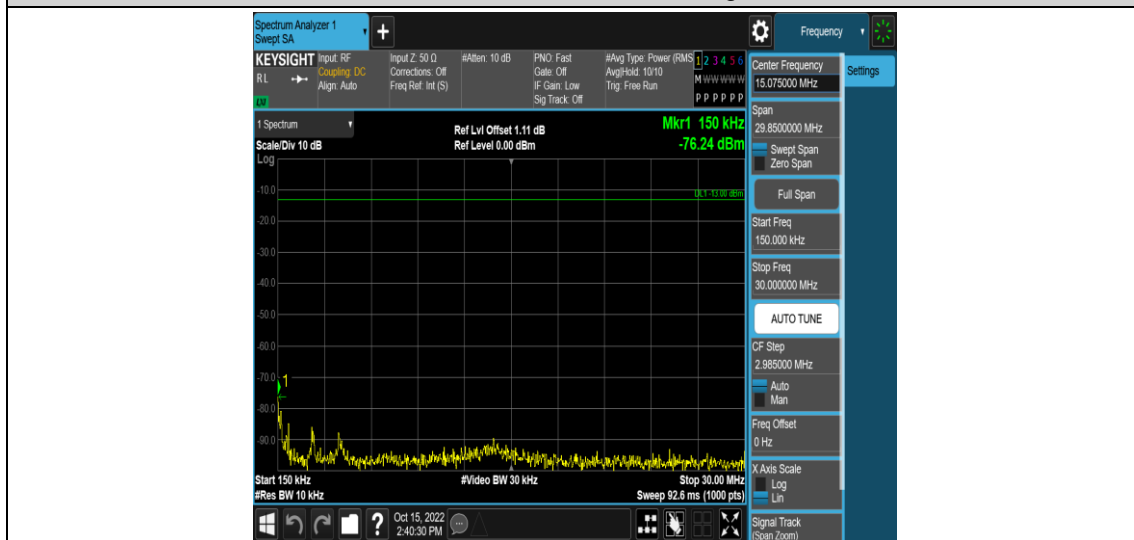 Spectrum Analyzer 1
Swept SA
+
Frequency
KEYSIGHT
RL
LXI
Input: RF
Coupling: DC
Align: Auto
Input Z: 50 Ω
Corrections: Off
Freq Ref: Int (S)
#Atten: 10 dB
PNO: Fast
Gate: Off
IF Gain: Low
Sig Track: Off
#Avg Type: Power (RMS
Avg|Hold: 10/10
Trig: Free Run
1 2 3 4 5 6
M W W W W W
P P P P P P
1 Spectrum
Scale/Div 10 dB
Log
Ref Lvl Offset 1.11 dB
Ref Level 0.00 dBm
Mkr1 150 kHz
-76.24 dBm
DL1 -13.00 dBm
-10.0
-20.0
-30.0
-40.0
-50.0
-60.0
-70.0
1
-80.0
-90.0
Start 150 kHz
#Res BW 10 kHz
#Video BW 30 kHz
Stop 30.00 MHz
Sweep 92.6 ms (1000 pts)
Center Frequency
15.075000 MHz
Settings
Span
29.8500000 MHz
Swept Span
Zero Span
Full Span
Start Freq
150.000 kHz
Stop Freq
30.000000 MHz
AUTO TUNE
CF Step
2.985000 MHz
Auto
Man
Freq Offset
0 Hz
X Axis Scale
Log
Lin
Signal Track
(Span Zoom)
?
Oct 15, 2022
2:40:30 PM